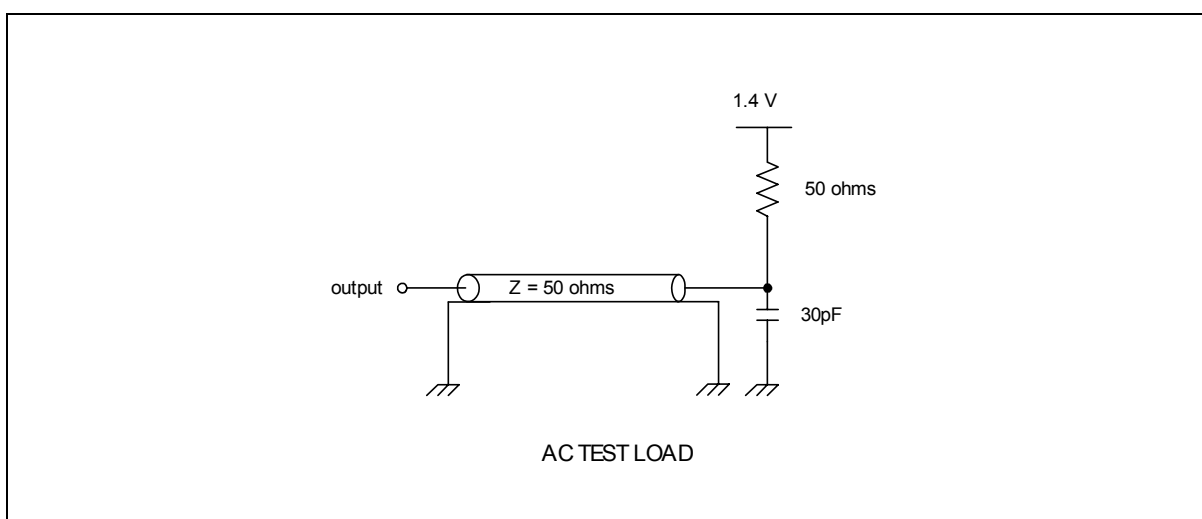 1.4 V
50 ohms
output
Z = 50 ohms
30pF
AC TEST LOAD